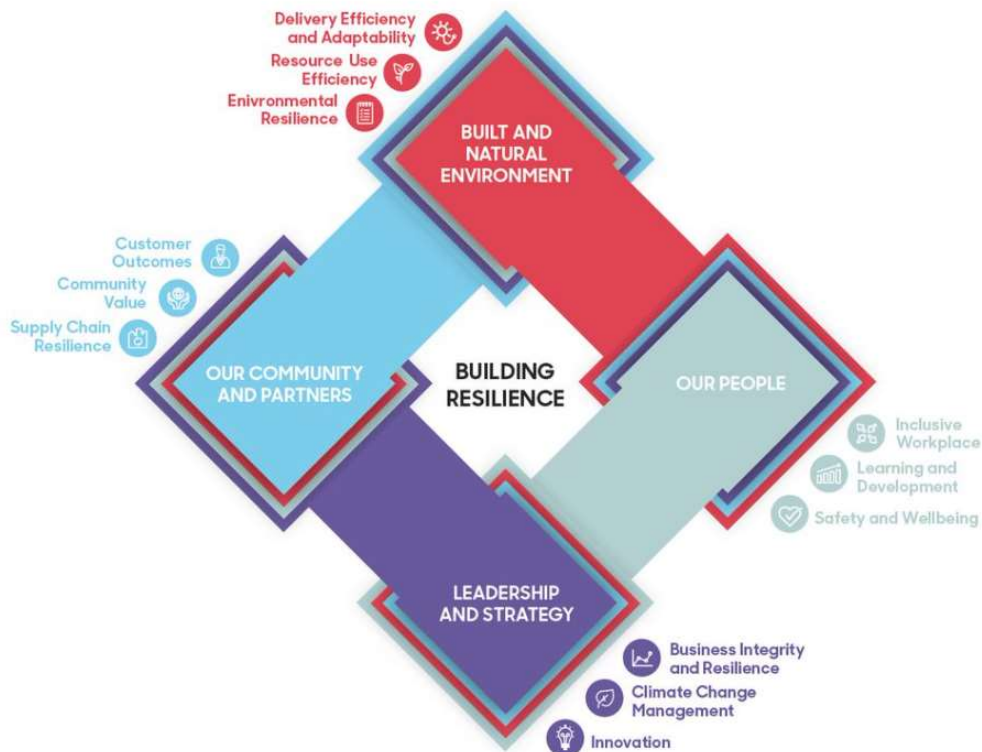 Delivery Efficiency
and Adaptability
Resource Use
Efficiency
Enivronmental
Resilience
BUILT AND
NATURAL
ENVIRONMENT
Customer
Outcomes
Community
Value
Supply Chain
Resilience
OUR COMMUNITY
AND PARTNERS
BUILDING
RESILIENCE
OUR PEOPLE
Inclusive
Workplace
Learning and
Development
Safety and Wellbeing
LEADERSHIP
AND STRATEGY
Business Integrity
and Resilience
Climate Change
Management
Innovation